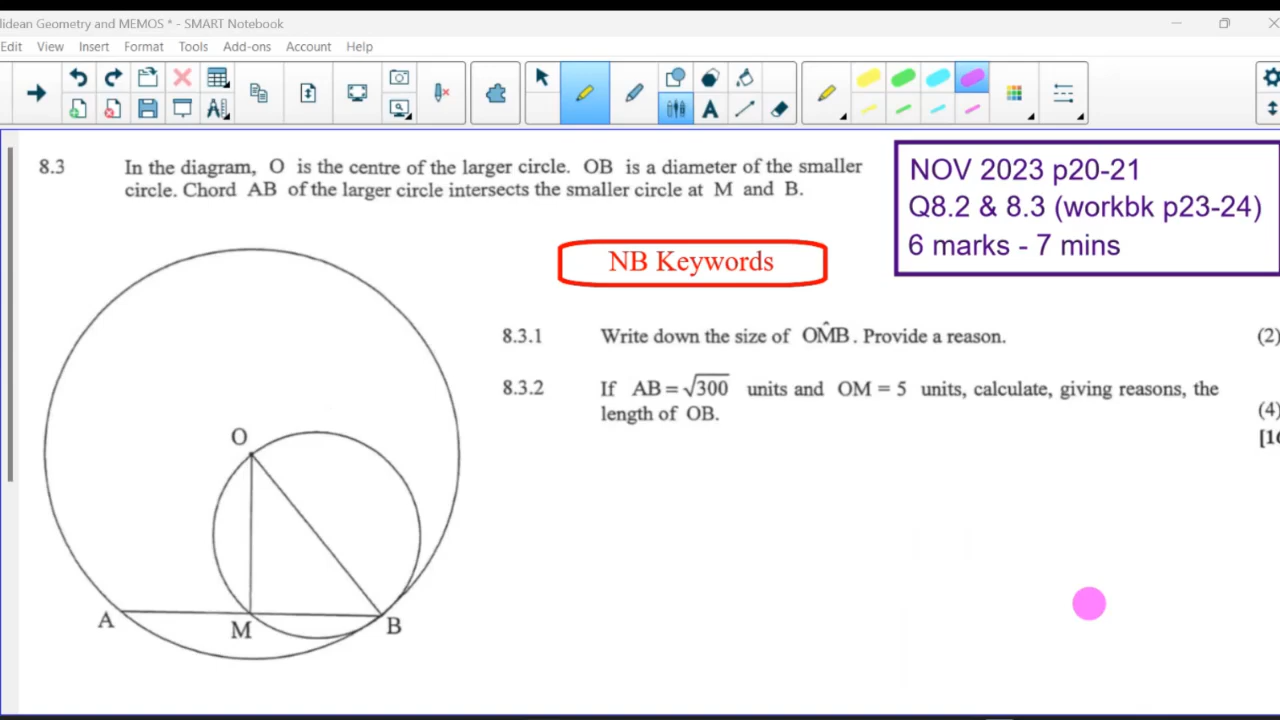 lidean Geometry and MEMOS * - SMART Notebook
Edit View Insert Format Tools Add-ons Account Help
8.3 In the diagram, O is the centre of the larger circle. OB is a diameter of the smaller
circle. Chord AB of the larger circle intersects the smaller circle at M and B.
NOV 2023 p20-21
Q8.2 & 8.3 (workbk p23-24)
6 marks - 7 mins
NB Keywords
8.3.1 Write down the size of OM̂B. Provide a reason. (2)
8.3.2 If AB = √300 units and OM = 5 units, calculate, giving reasons, the
length of OB. (4)
[16
O
A
M
B